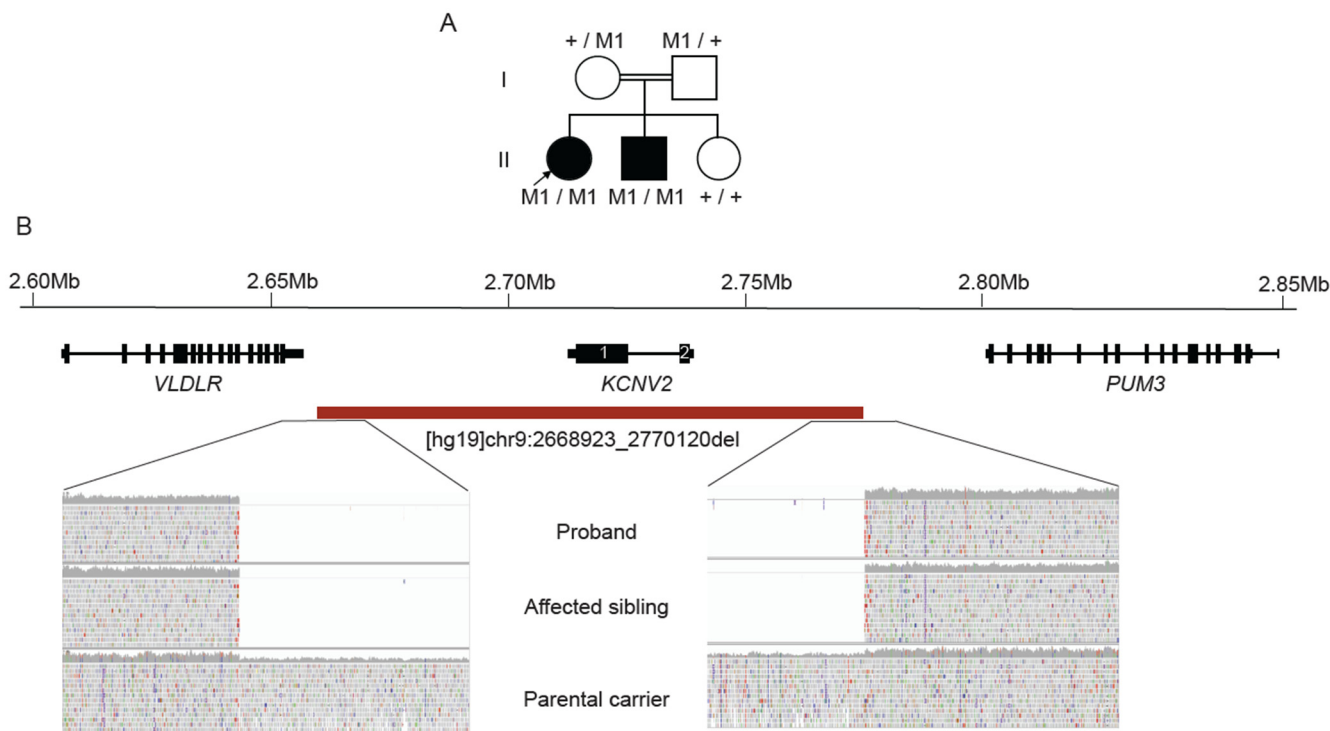 A
+ / M1 M1 / +
I
II
M1 / M1 M1 / M1 + / +
B
2.60Mb 2.65Mb 2.70Mb 2.75Mb 2.80Mb 2.85Mb
1 2
VLDLR KCNV2 PUM3
[hg19]chr9:2668923_2770120del
Proband
Affected sibling
Parental carrier